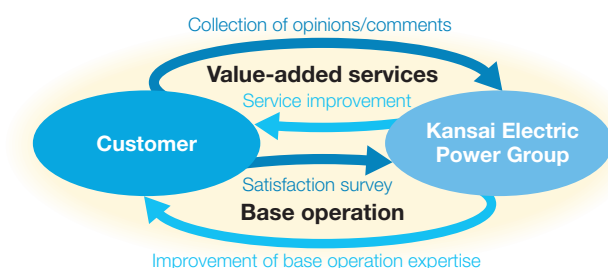 Collection of opinions/comments
Value-added services
Service improvement
Customer
Kansai Electric
Power Group
Satisfaction survey
Base operation
Improvement of base operation expertise